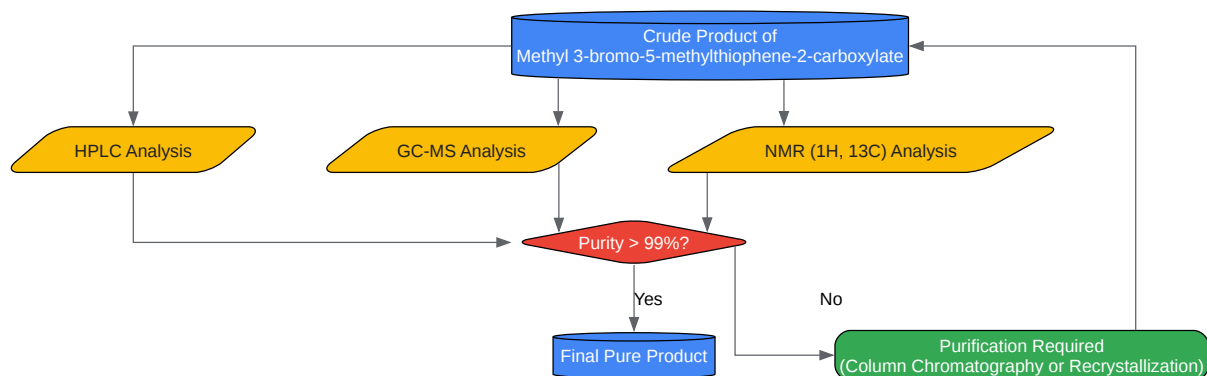 Crude Product of
Methyl 3-bromo-5-methylthiophene-2-carboxylate
HPLC Analysis
GC-MS Analysis
NMR (1H, 13C) Analysis
Purity > 99%?
Yes
No
Final Pure Product
Purification Required
(Column Chromatography or Recrystallization)